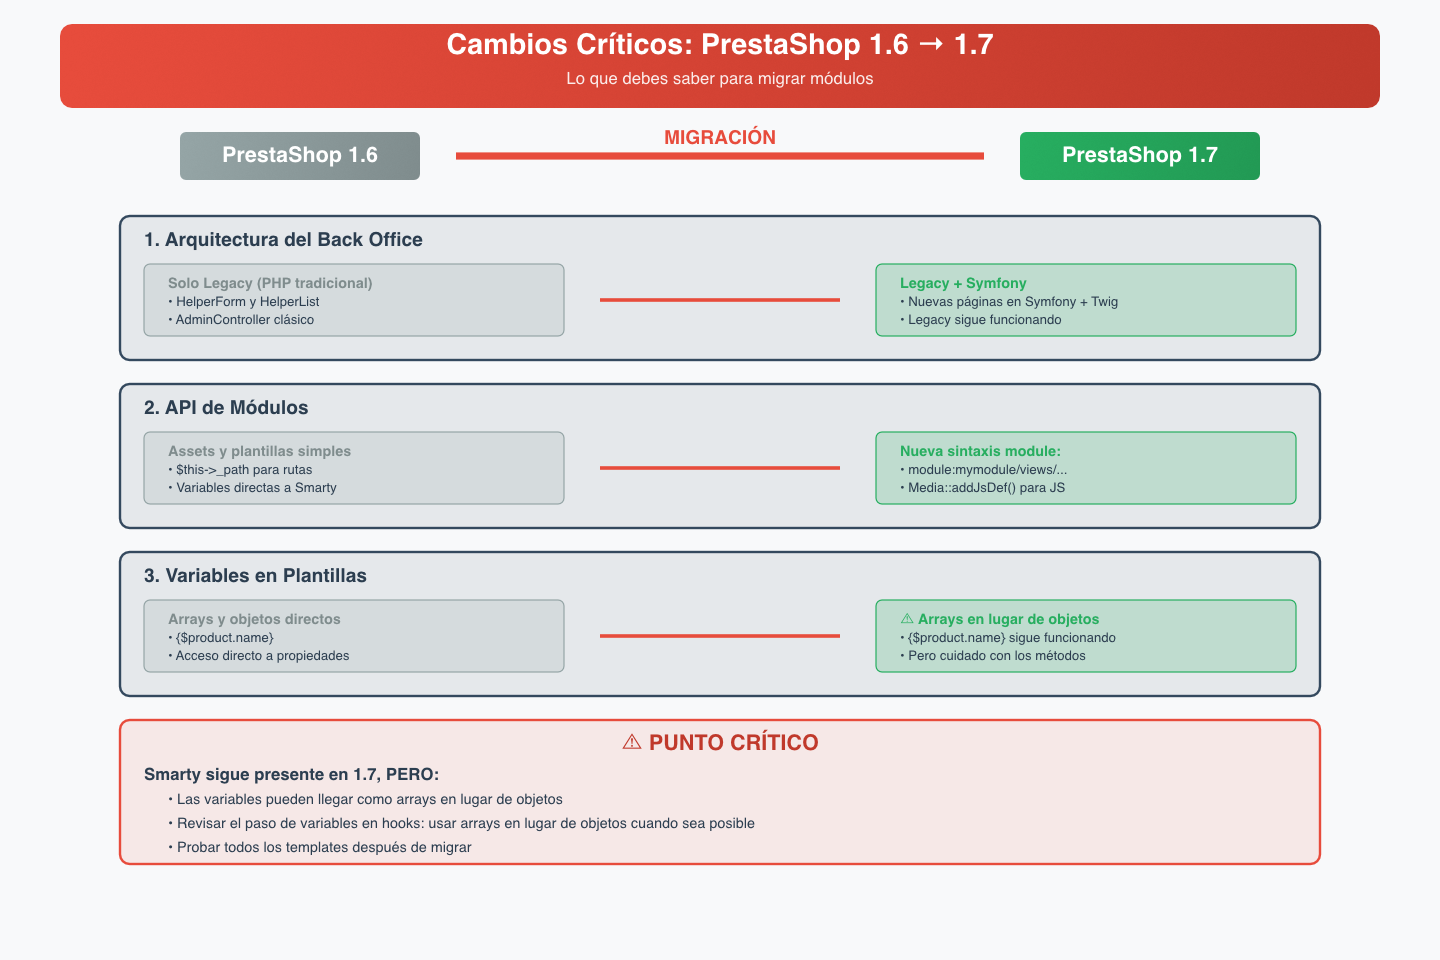 Cambios Críticos: PrestaShop 1.6 → 1.7
Lo que debes saber para migrar módulos
PrestaShop 1.6
MIGRACIÓN
PrestaShop 1.7
1. Arquitectura del Back Office
Solo Legacy (PHP tradicional)
• HelperForm y HelperList
• AdminController clásico
Legacy + Symfony
• Nuevas páginas en Symfony + Twig
• Legacy sigue funcionando
2. API de Módulos
Assets y plantillas simples
• $this->_path para rutas
• Variables directas a Smarty
Nueva sintaxis module:
• module:mymodule/views/...
• Media::addJsDef() para JS
3. Variables en Plantillas
Arrays y objetos directos
• {$product.name}
• Acceso directo a propiedades
⚠ Arrays en lugar de objetos
• {$product.name} sigue funcionando
• Pero cuidado con los métodos
⚠ PUNTO CRÍTICO
Smarty sigue presente en 1.7, PERO:
• Las variables pueden llegar como arrays en lugar de objetos
• Revisar el paso de variables en hooks: usar arrays en lugar de objetos cuando sea posible
• Probar todos los templates después de migrar